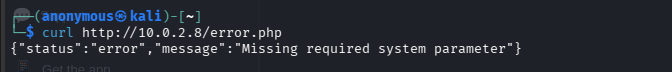 ┌──(anonymous㉿kali)-[~]
└─$ curl http://10.0.2.8/error.php
{"status":"error","message":"Missing required system parameter"}
Get the app